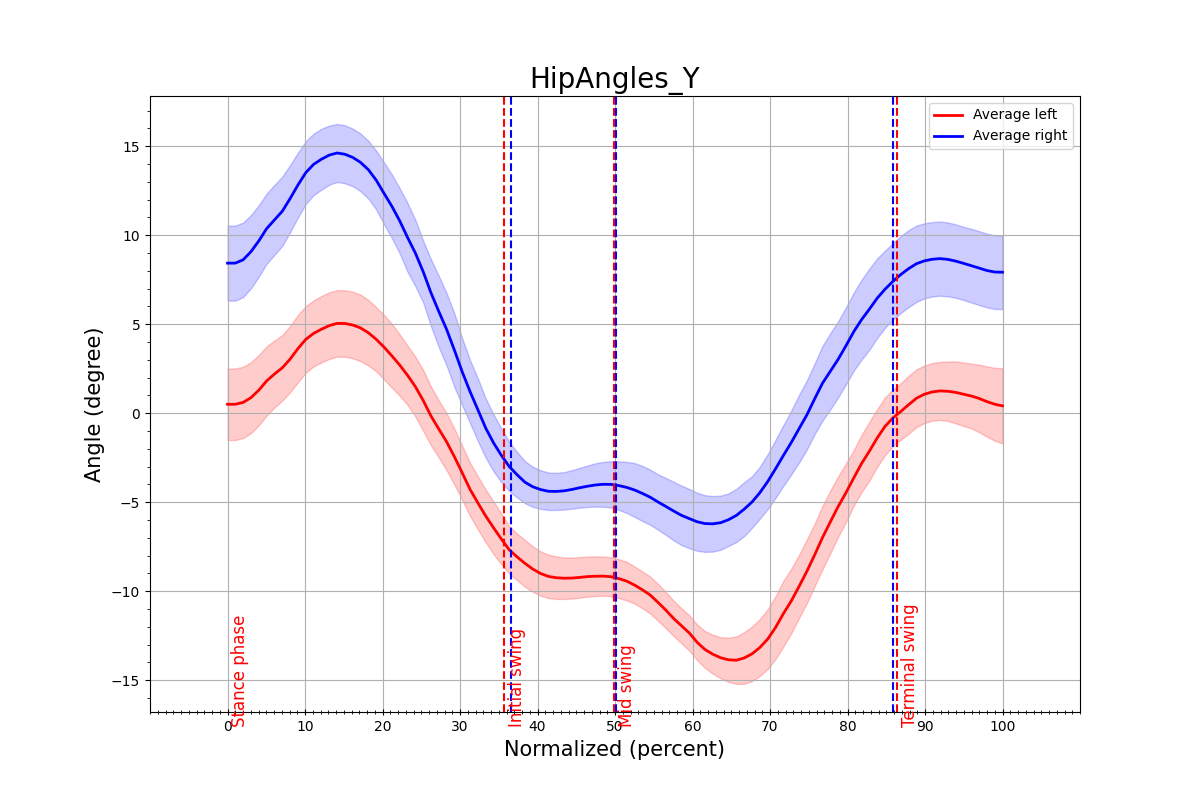 HipAngles_Y
Average left
Average right
15
10
5
0
−5
−10
−15
Angle (degree)
Stance phase
Initial swing
Mid swing
Terminal swing
0 10 20 30 40 50 60 70 80 90 100
Normalized (percent)